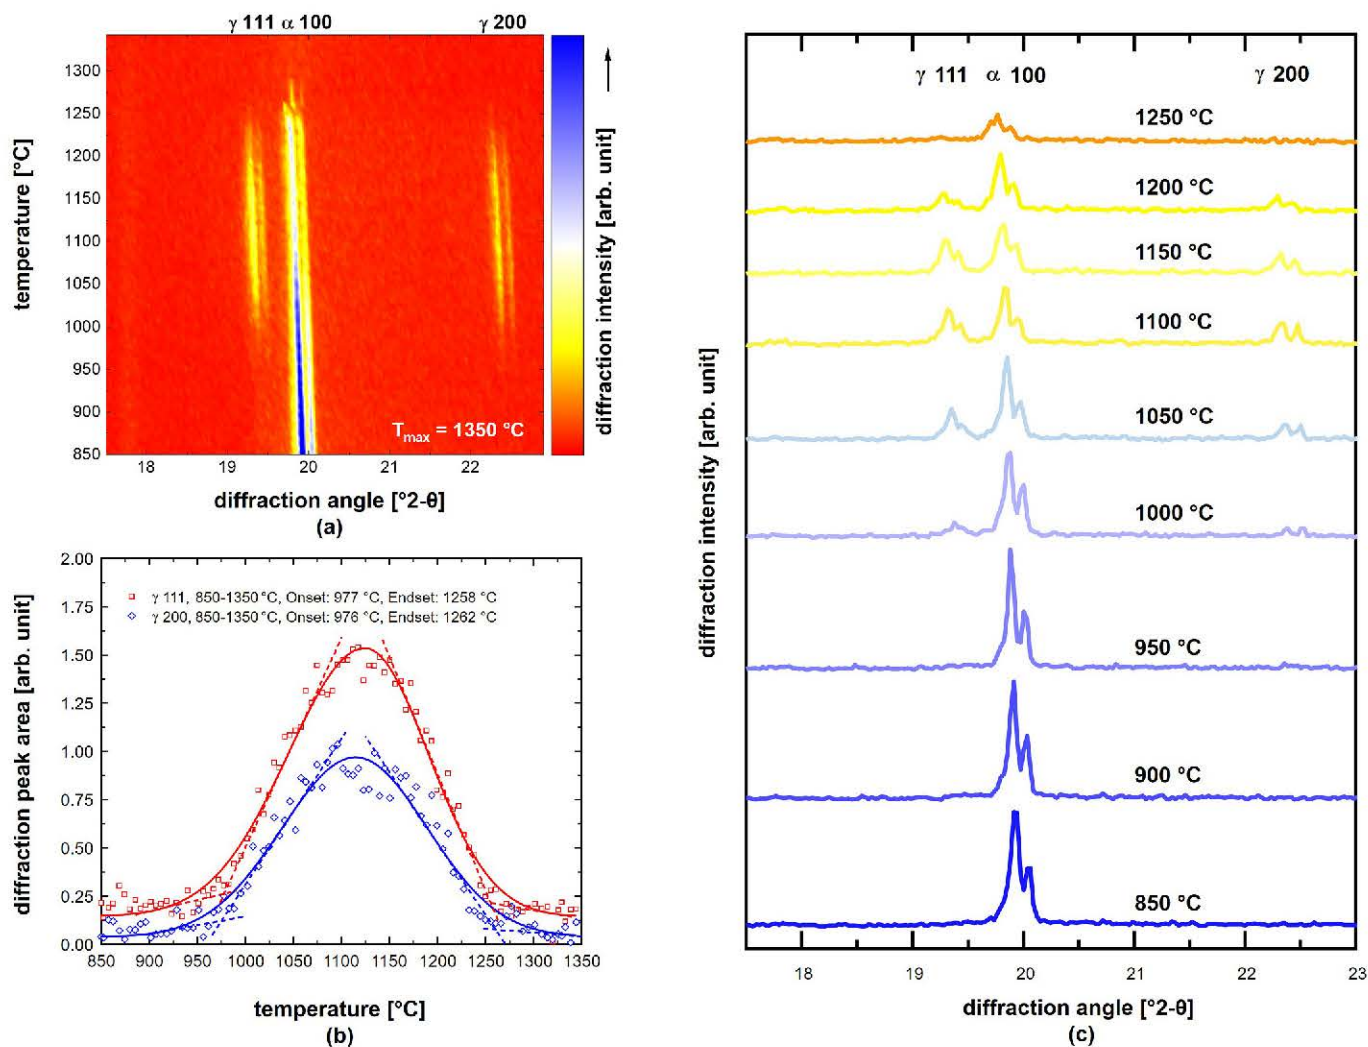 γ 111 α 100 γ 200
1300
1250
1200
1150
1100
1050
1000
950
900
850
temperature [°C]
T_max = 1350 °C
18 19 20 21 22
diffraction angle [°2-θ]
(a)
diffraction intensity [arb. unit]
2.00
1.75
1.50
1.25
1.00
0.75
0.50
0.25
0.00
diffraction peak area [arb. unit]
γ 111, 850-1350 °C, Onset: 977 °C, Endset: 1258 °C
γ 200, 850-1350 °C, Onset: 976 °C, Endset: 1262 °C
850 900 950 1000 1050 1100 1150 1200 1250 1300 1350
temperature [°C]
(b)
γ 111 α 100 γ 200
1250 °C
1200 °C
1150 °C
1100 °C
1050 °C
1000 °C
950 °C
900 °C
850 °C
diffraction intensity [arb. unit]
18 19 20 21 22 23
diffraction angle [°2-θ]
(c)